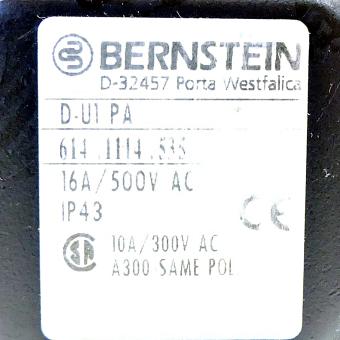 BERNSTEIN
D-32457 Porta Westfalica
D-U1 PA
614.1114.535
16A/500V AC
IP43
CE
10A/300V AC
A300 SAME POL.